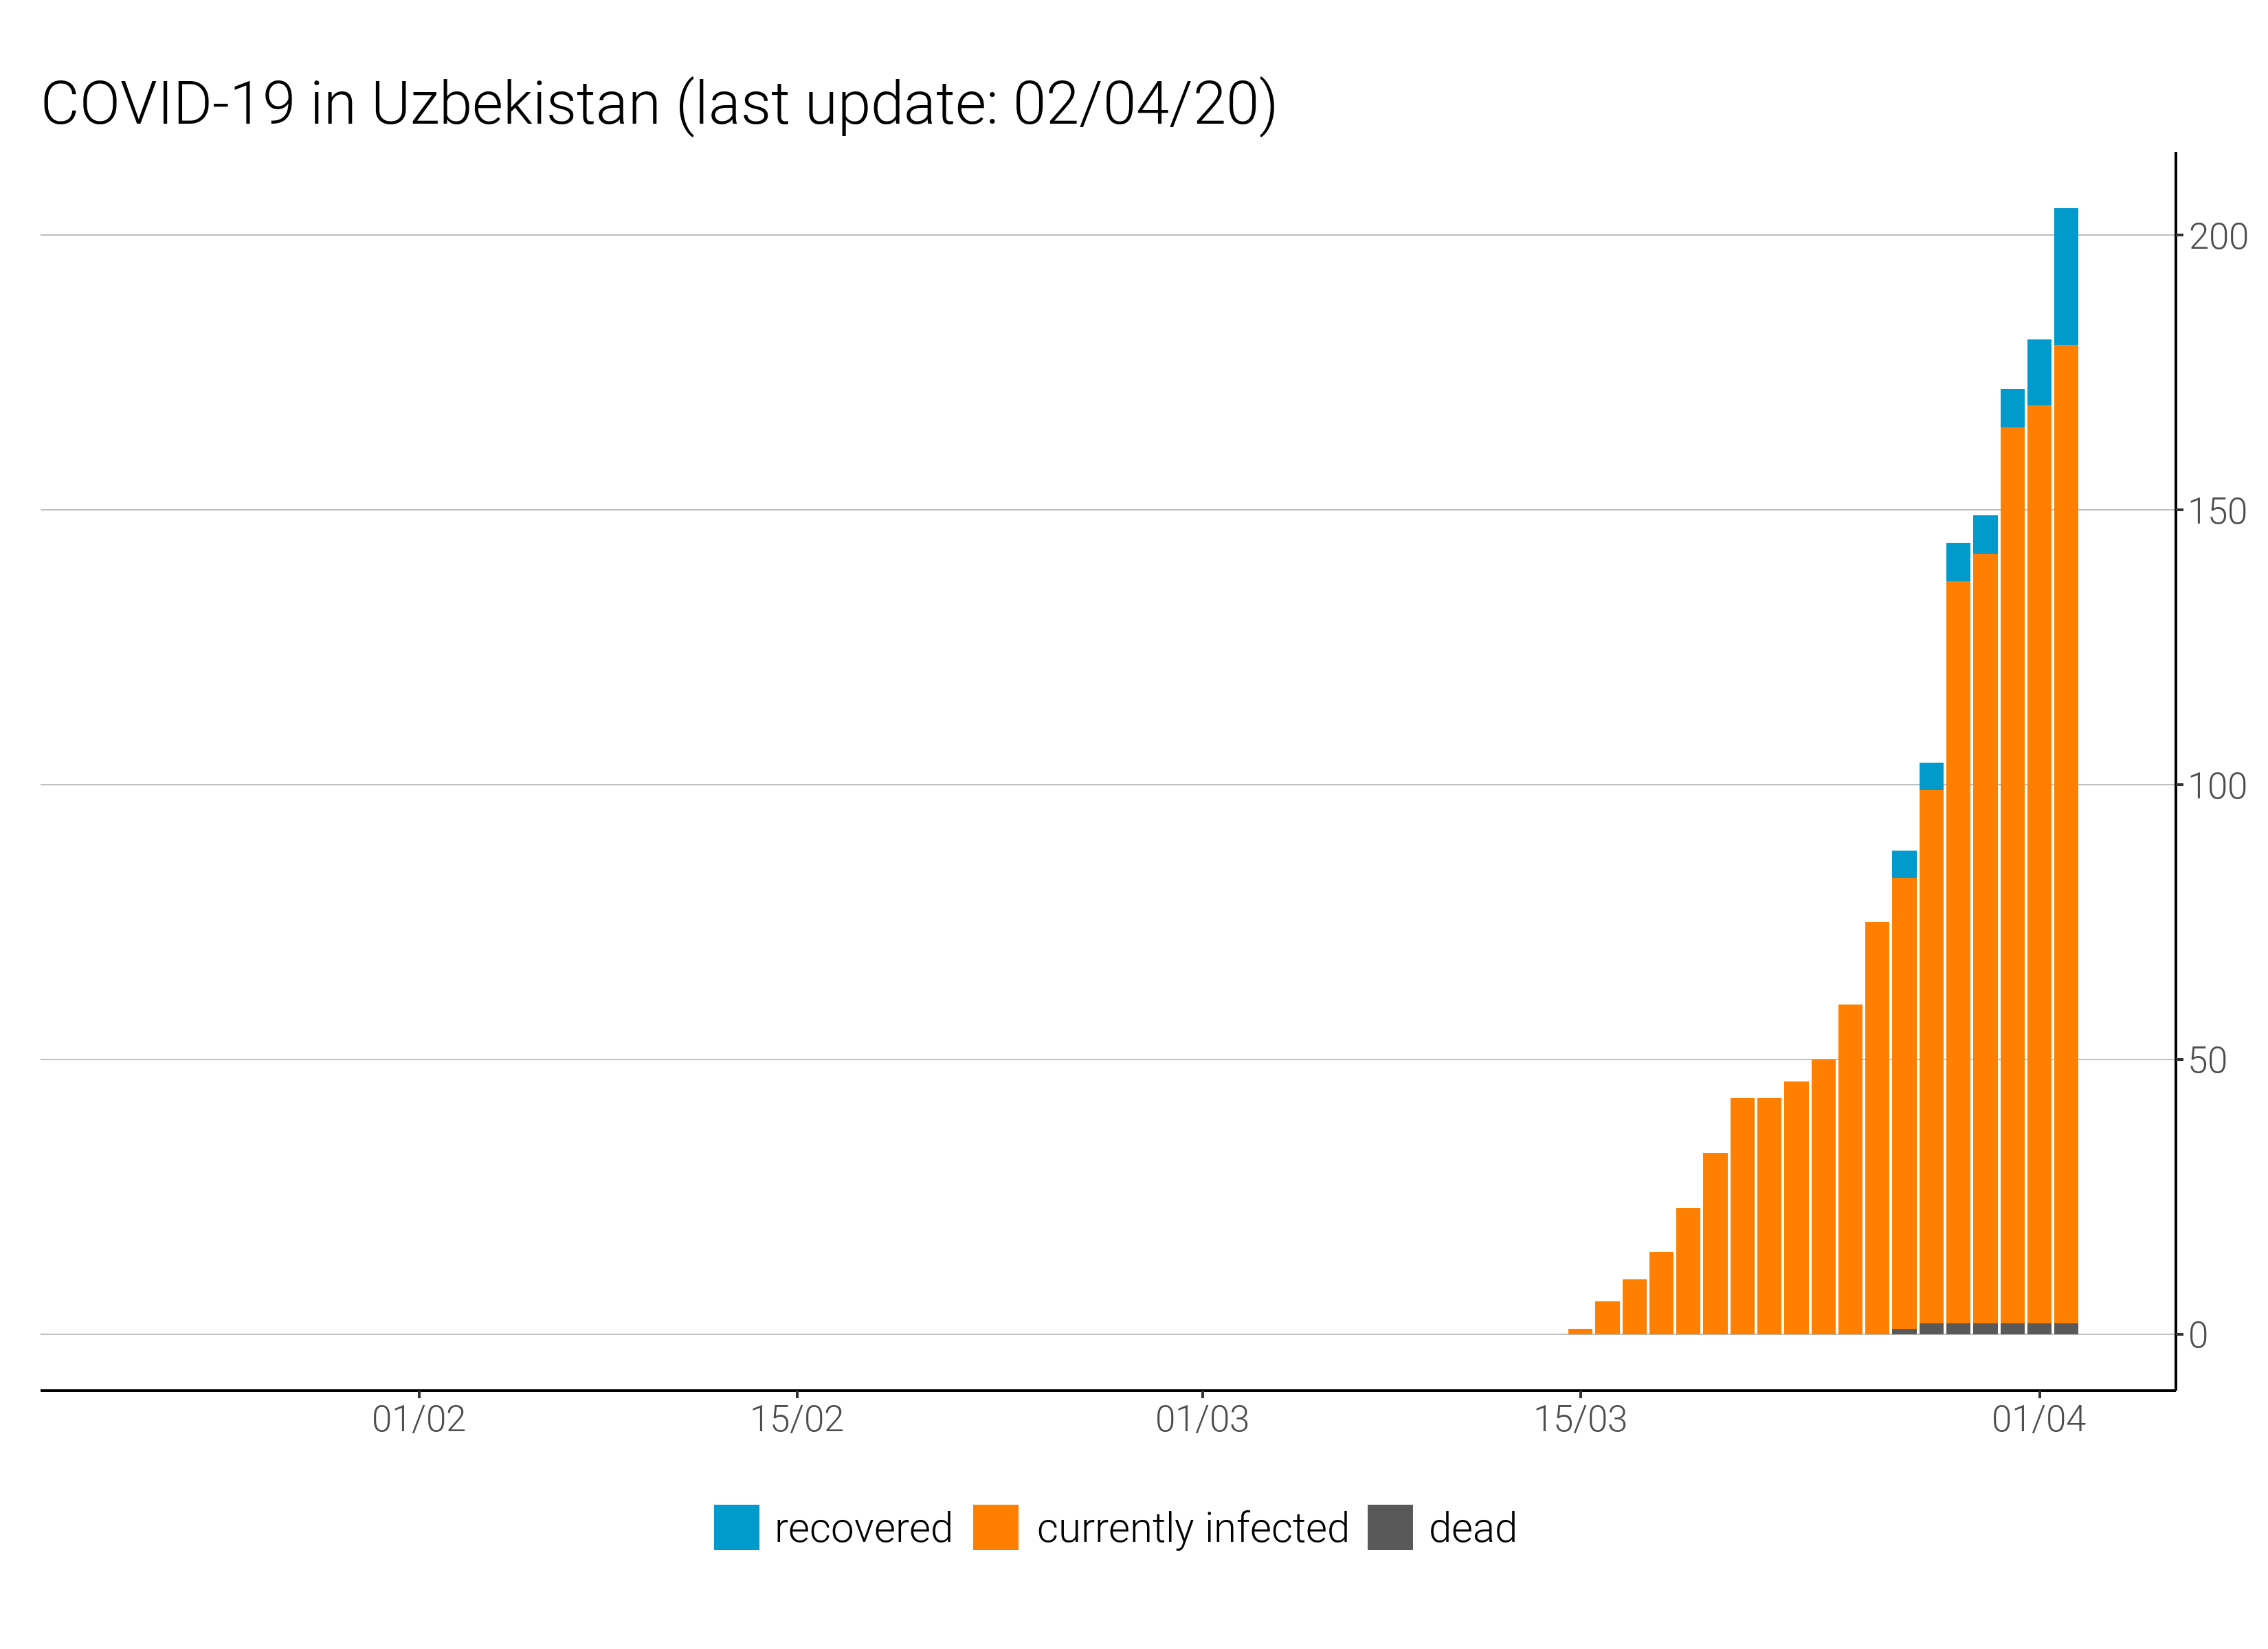 COVID-19 in Uzbekistan (last update: 02/04/20)
200
150
100
50
0
01/02 15/02 01/03 15/03 01/04
recovered currently infected dead